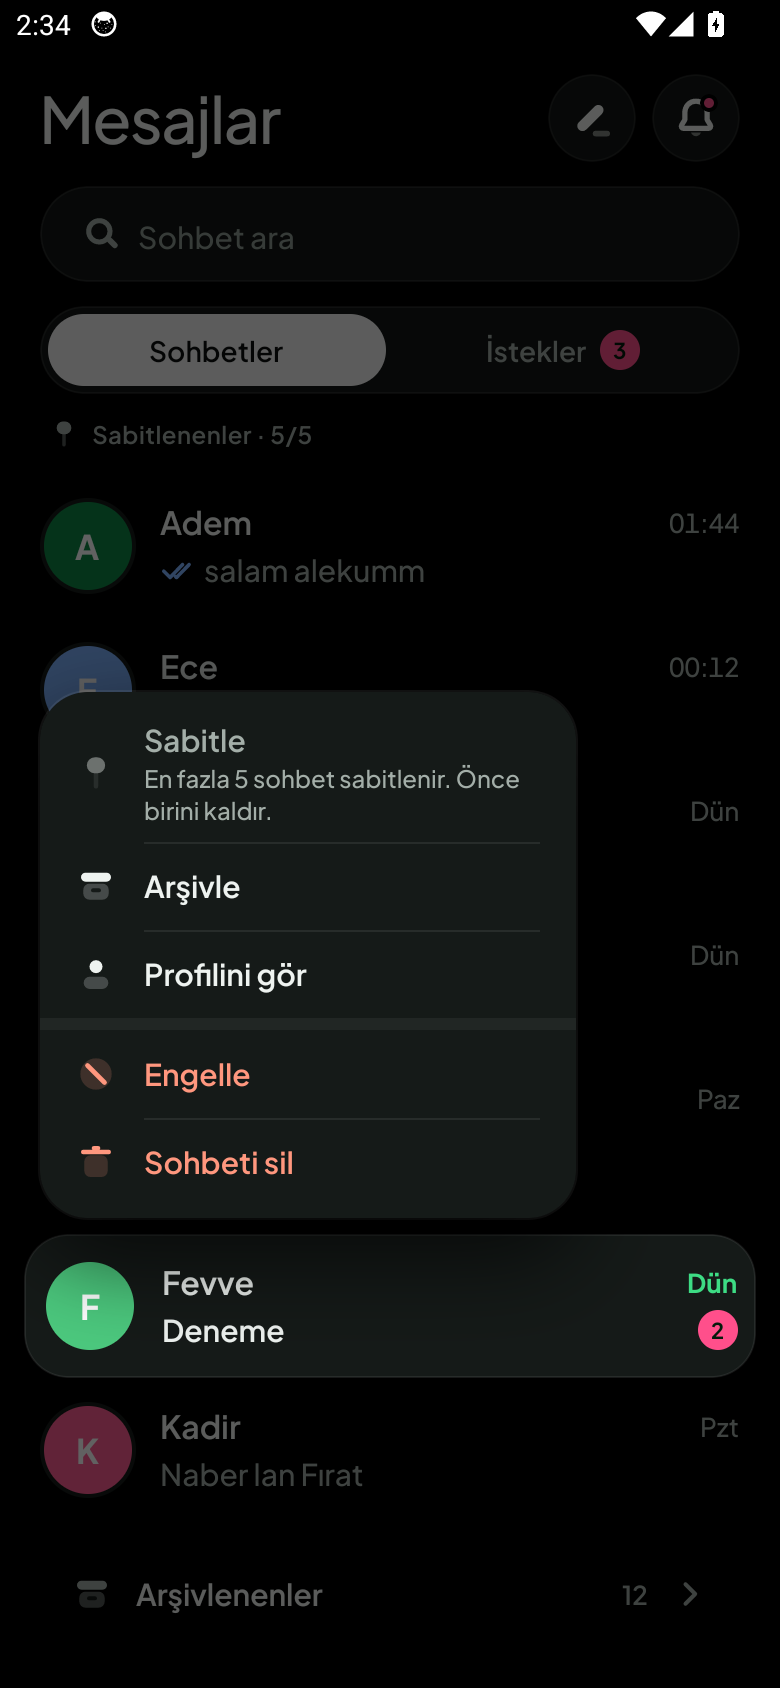 2:34
Mesajlar
Sohbet ara
Sohbetler
İstekler 3
Sabitlenenler · 5/5
A
Adem
01:44
salam alekumm
Ece
00:12
Sabitle
En fazla 5 sohbet sabitlenir. Önce
birini kaldır.
Dün
Arşivle
Profilini gör
Dün
Engelle
Paz
Sohbeti sil
F
Fevve
Dün
Deneme
2
K
Kadir
Pzt
Naber lan Fırat
Arşivlenenler
12